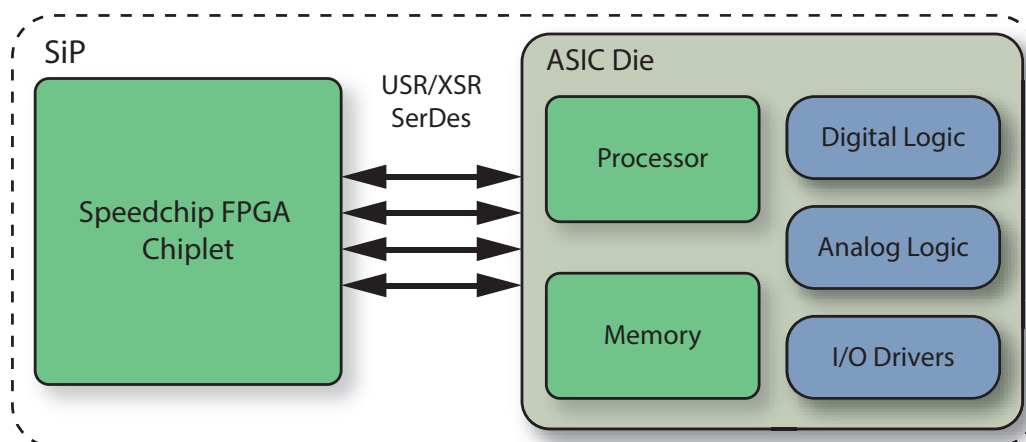 SiP
Speedchip FPGA
Chiplet
USR/XSR
SerDes
ASIC Die
Processor
Memory
Digital Logic
Analog Logic
I/O Drivers